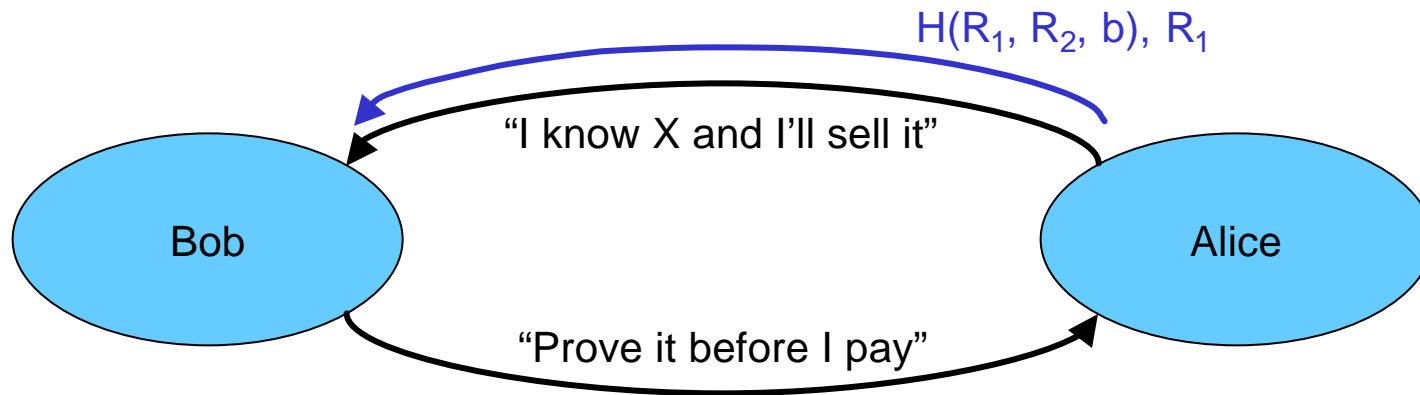 H(R₁, R₂, b), R₁
“I know X and I’ll sell it”
Bob
Alice
“Prove it before I pay”